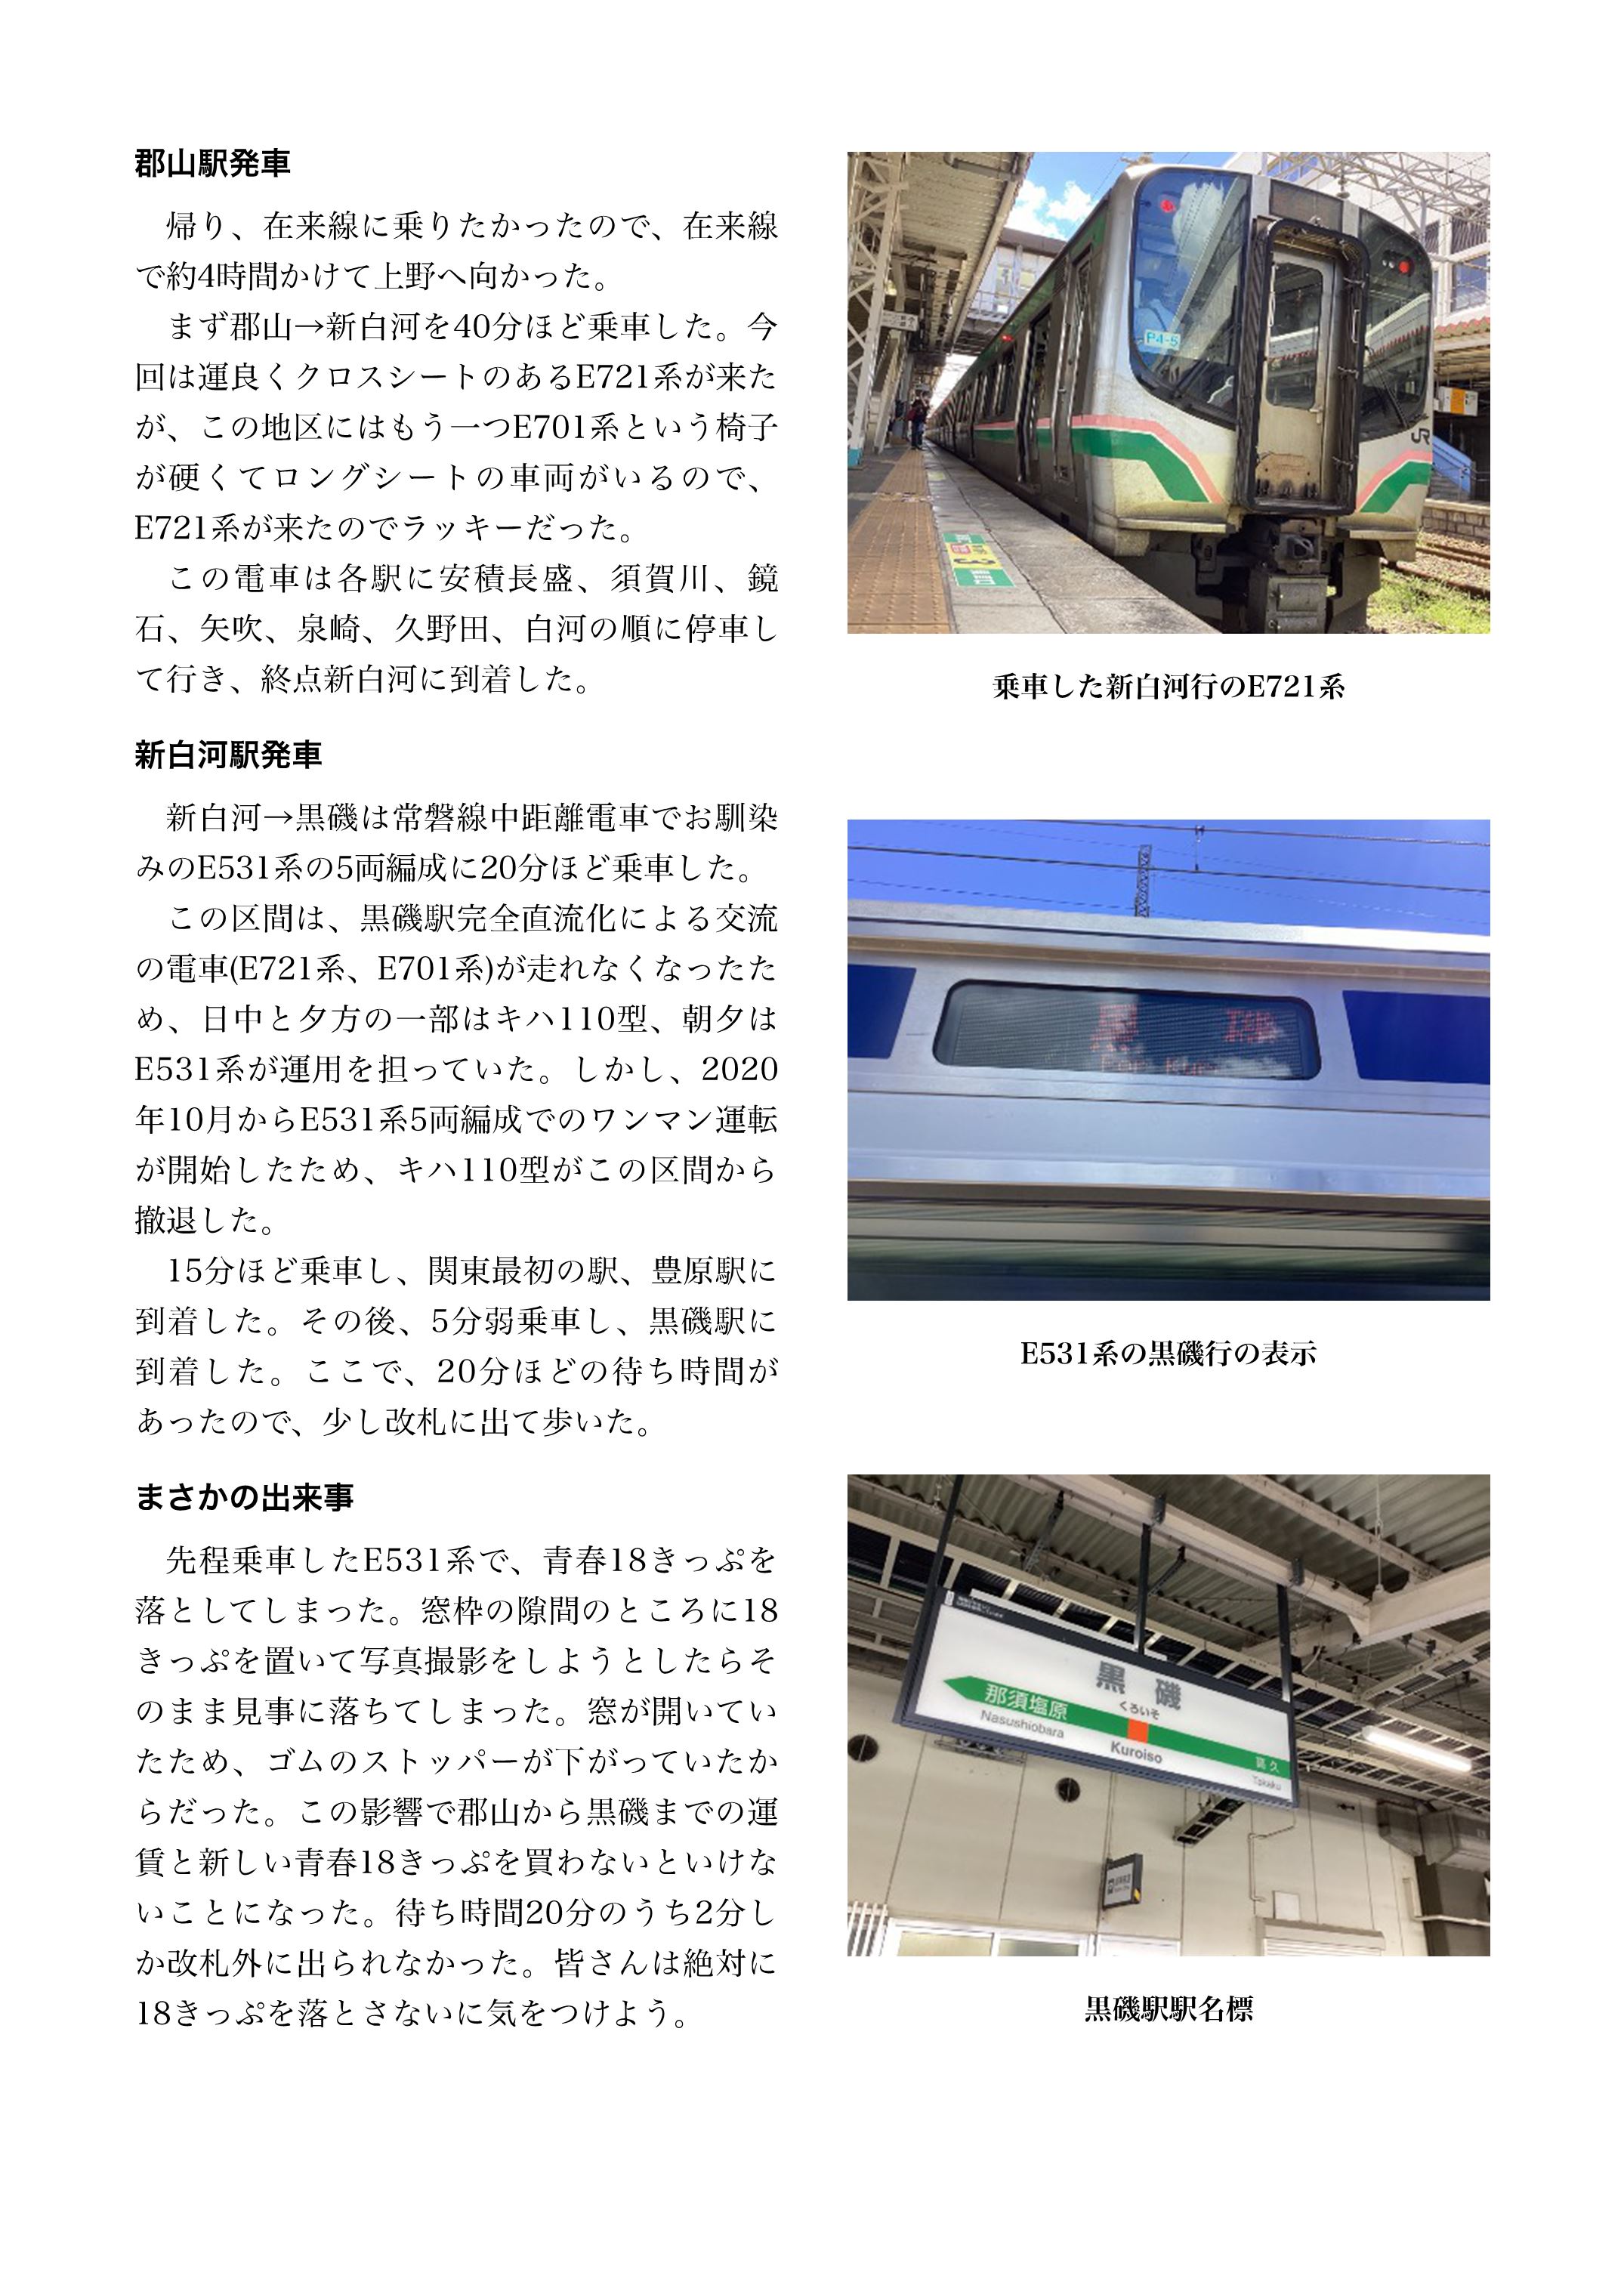 郡山駅発車
帰り、在来線に乗りたかったので、在来線
で約4時間かけて上野へ向かった。
まず郡山→新白河を40分ほど乗車した。今
回は運良くクロスシートのあるE721系が来た
が、この地区にはもう一つE701系という椅子
が硬くてロングシートの車両がいるので、
E721系が来たのでラッキーだった。
この電車は各駅に安積長盛、須賀川、鏡
石、矢吹、泉崎、久野田、白河の順に停車し
て行き、終点新白河に到着した。
新白河駅発車
新白河→黒磯は常磐線中距離電車でお馴染
みのE531系の5両編成に20分ほど乗車した。
この区間は、黒磯駅完全直流化による交流
の電車(E721系、E701系)が走れなくなったた
め、日中と夕方の一部はキハ110型、朝夕は
E531系が運用を担っていた。しかし、2020
年10月からE531系5両編成でのワンマン運転
が開始したため、キハ110型がこの区間から
撤退した。
15分ほど乗車し、関東最初の駅、豊原駅に
到着した。その後、5分弱乗車し、黒磯駅に
到着した。ここで、20分ほどの待ち時間が
あったので、少し改札に出て歩いた。
まさかの出来事
先程乗車したE531系で、青春18きっぷを
落としてしまった。窓枠の隙間のところに18
きっぷを置いて写真撮影をしようとしたらそ
のまま見事に落ちてしまった。窓が開いてい
たため、ゴムのストッパーが下がっていたか
らだった。この影響で郡山から黒磯までの運
賃と新しい青春18きっぷを買わないといけな
いことになった。待ち時間20分のうち2分し
か改札外に出られなかった。皆さんは絶対に
18きっぷを落とさないに気をつけよう。
P4-5
JR
乗車した新白河行のE721系
E531系の黒磯行の表示
黒磯
くろいそ
那須塩原
Nasushiobara
Kuroiso
高久
Takaku
黒磯駅駅名標